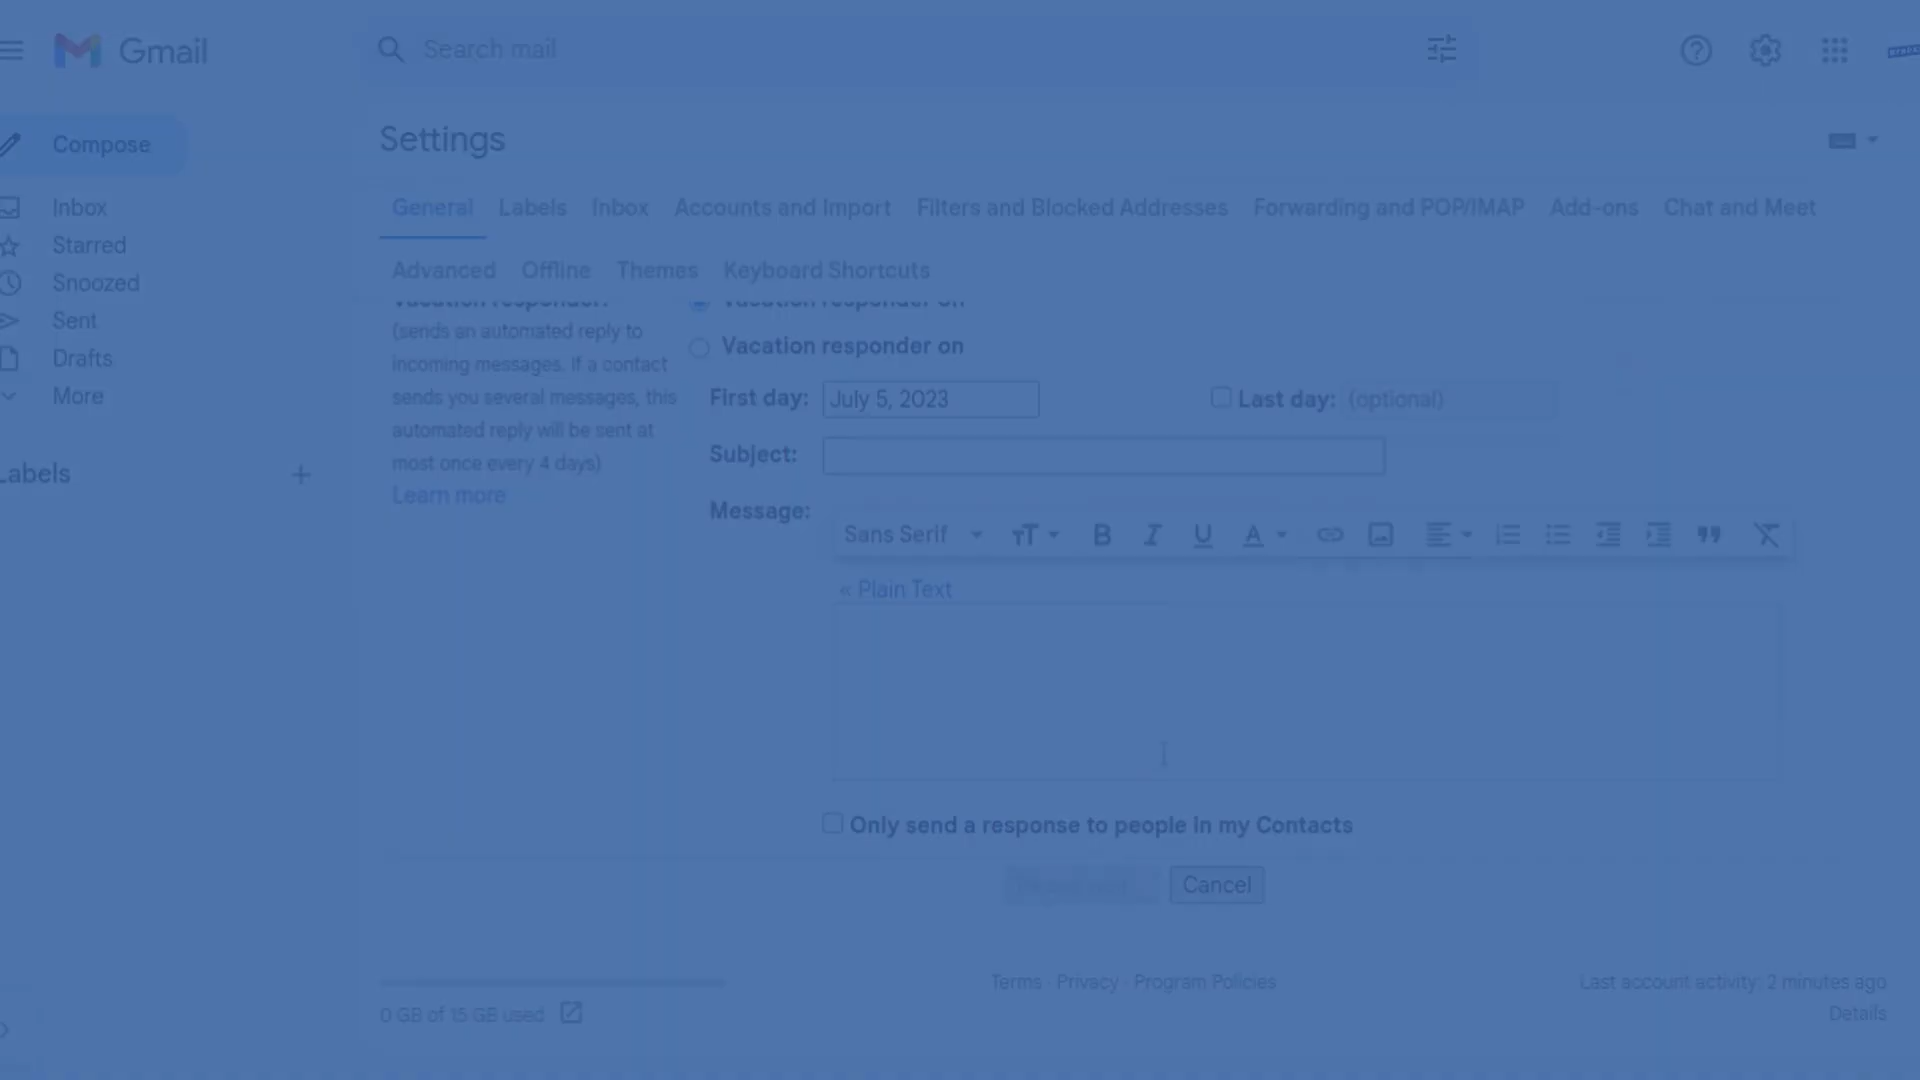 Gmail
Search mail
Compose
Settings
General Labels Inbox Accounts and Import Filters and Blocked Addresses Forwarding and POP/IMAP Add-ons Chat and Meet
Advanced Offline Themes Keyboard Shortcuts
Inbox
Starred
Snoozed
Sent
Drafts
More
Labels
Vacation responder:
(sends an automated reply to
incoming messages. If a contact
sends you several messages, this
automated reply will be sent at
most once every 4 days)
Learn more
Vacation responder
Vacation responder on
First day: July 5, 2023 Last day: (optional)
Subject:
Message:
Sans Serif
« Plain Text
Only send a response to people in my Contacts
Cancel
0 GB of 15 GB used
Terms · Privacy · Program Policies
Last account activity: 2 minutes ago
Details